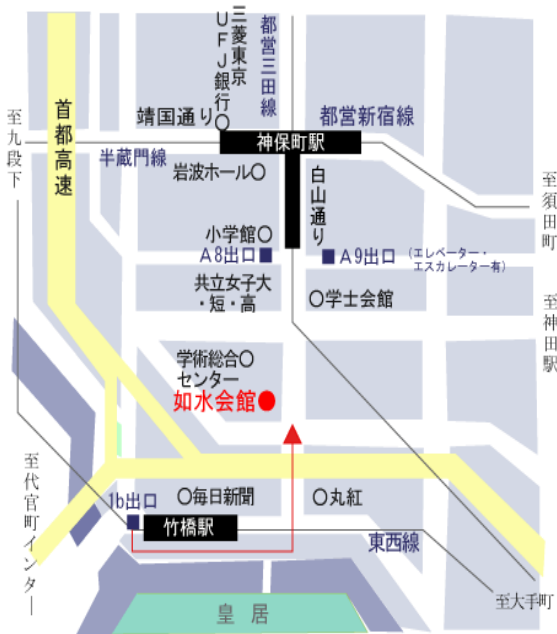 三菱東京
UFJ銀行
都営三田線
首都高速
靖国通り
都営新宿線
神保町駅
至九段下
半蔵門線
岩波ホール
白山通り
至須田町
小学館
A8出口
A9出口
(エレベーター・
エスカレーター有)
共立女子大
・短・高
学士会館
至神田駅
学術総合
センター
如水会館
至代官町インター
1b出口
毎日新聞
丸紅
竹橋駅
東西線
至大手町
皇居